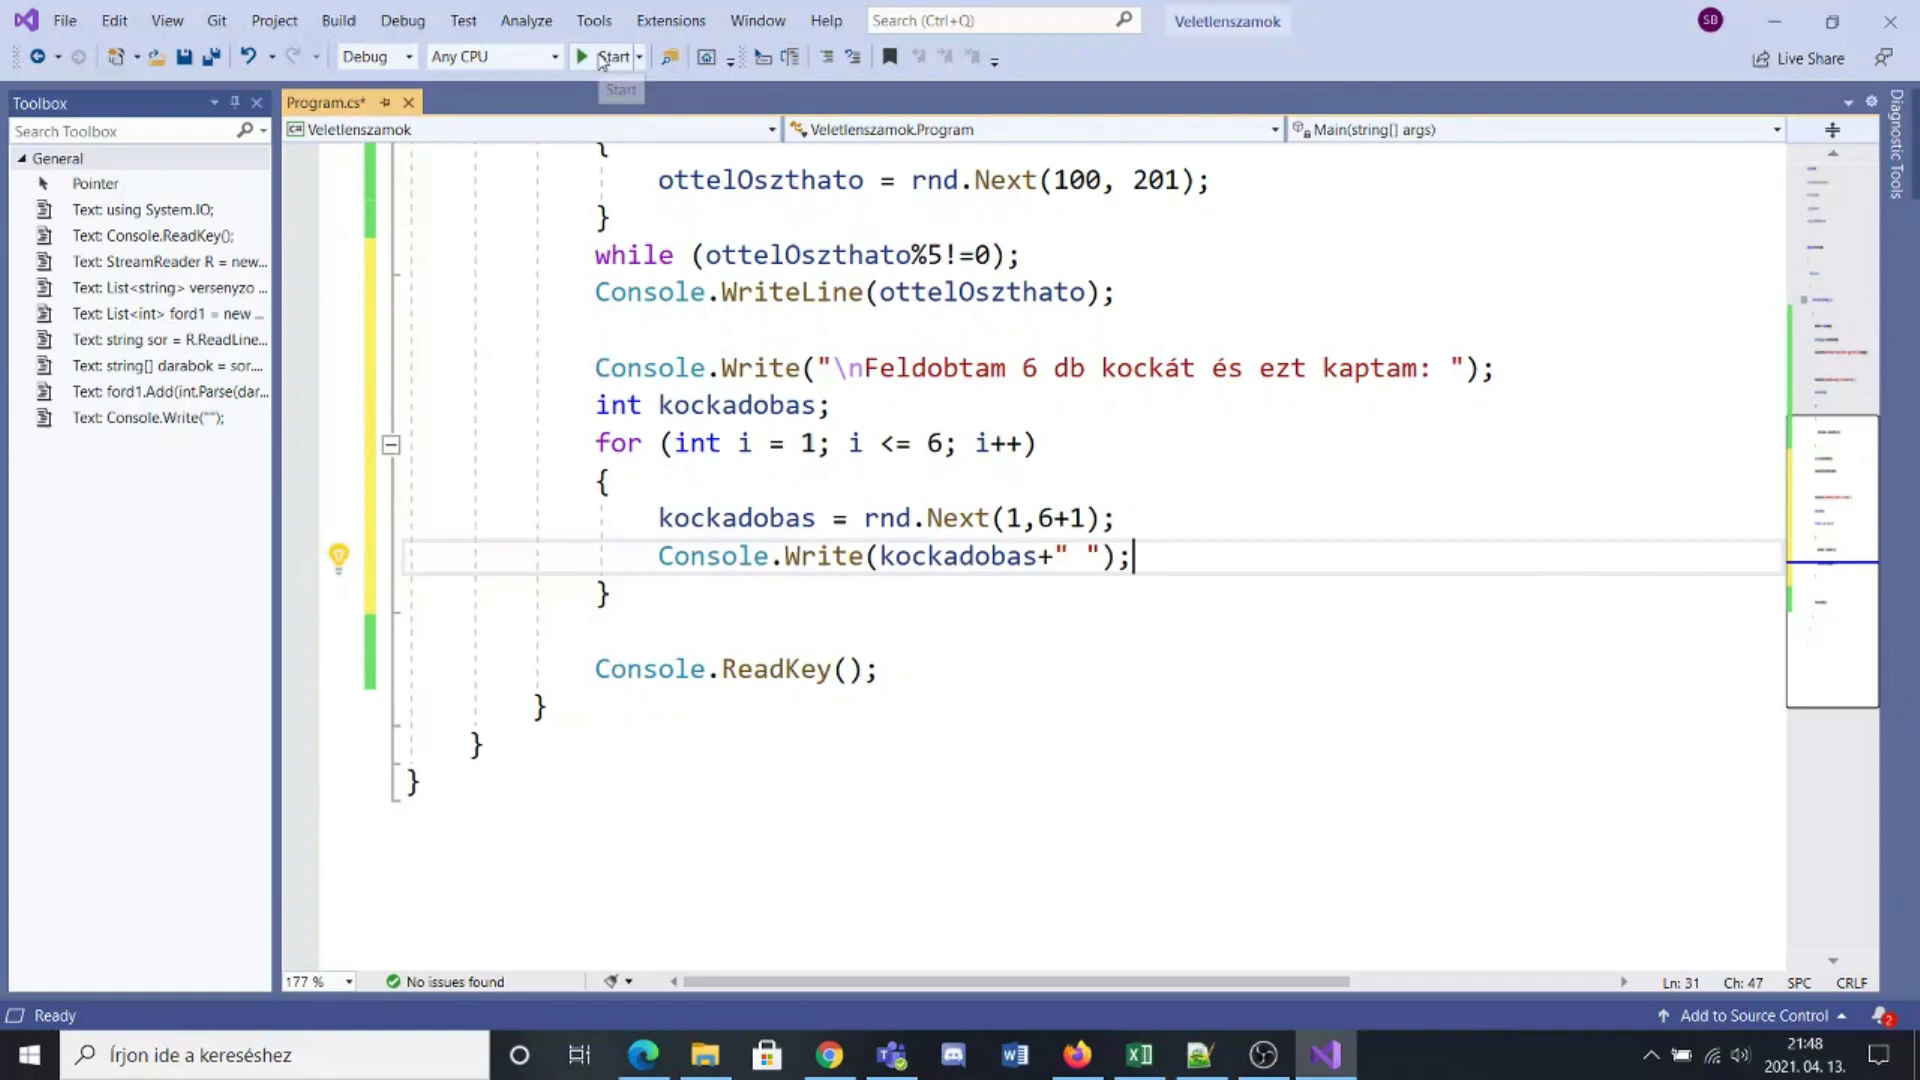 File Edit View Git Project Build Debug Test Analyze Tools Extensions Window Help Search (Ctrl+Q) Veletlenszamok SB
Debug Any CPU Start Live Share
Start
Toolbox
Search Toolbox
General
Pointer
Text: using System.IO;
Text: Console.ReadKey();
Text: StreamReader R = new...
Text: List<string> versenyzo ...
Text: List<int> ford1 = new ...
Text: string sor = R.ReadLine...
Text: string[] darabok = sor....
Text: ford1.Add(int.Parse(dar...
Text: Console.Write("");
Program.cs*
Veletlenszamok Veletlenszamok.Program Main(string[] args)
Diagnostic Tools
{
ottelOszthato = rnd.Next(100, 201);
}
while (ottelOszthato%5!=0);
Console.WriteLine(ottelOszthato);
Console.Write("\nFeldobtam 6 db kockát és ezt kaptam: ");
int kockadobas;
for (int i = 1; i <= 6; i++)
{
kockadobas = rnd.Next(1,6+1);
Console.Write(kockadobas+" ");
}
Console.ReadKey();
}
}
}
177 % No issues found Ln: 31 Ch: 47 SPC CRLF
Ready Add to Source Control 2
Írjon ide a kereséshez
21:48
2021. 04. 13.